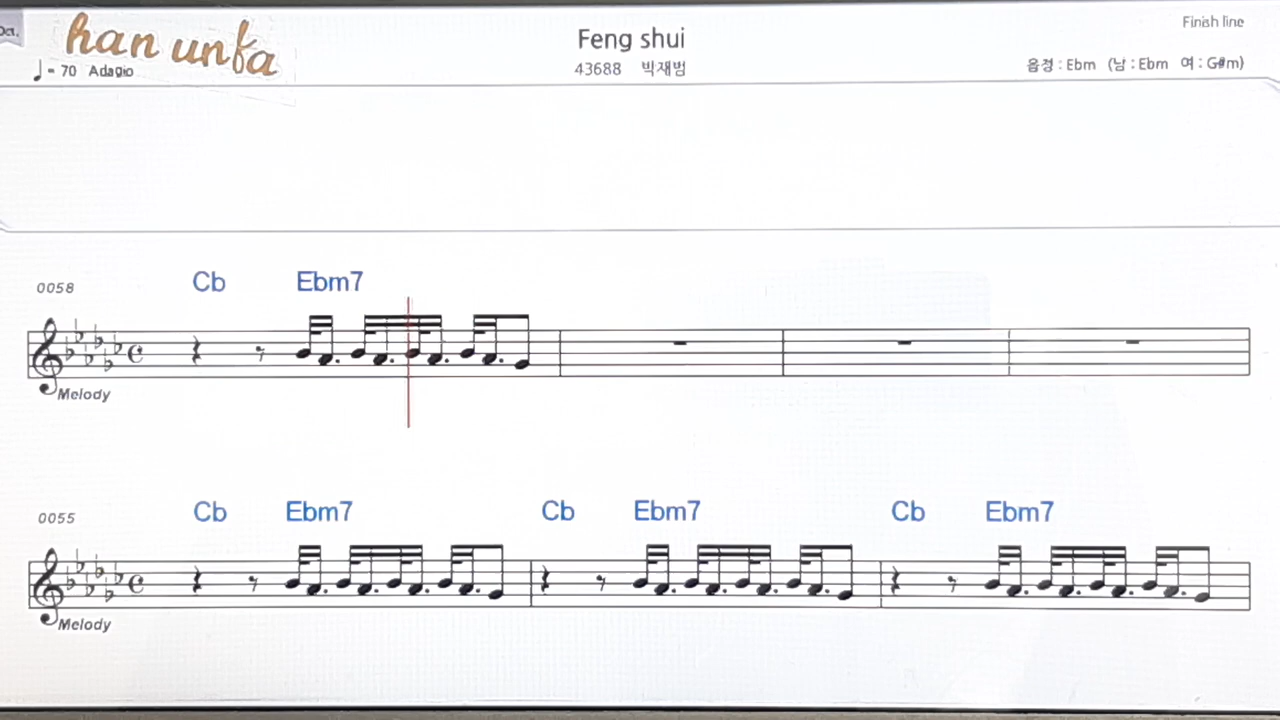 Oct.
han unfa
Feng shui
Finish line
♩= 70 Adagio
43688 박재범
음정 : Ebm (남 : Ebm 여 : G#m)
0058
Cb Ebm7
Melody
0055
Cb Ebm7 Cb Ebm7 Cb Ebm7
Melody